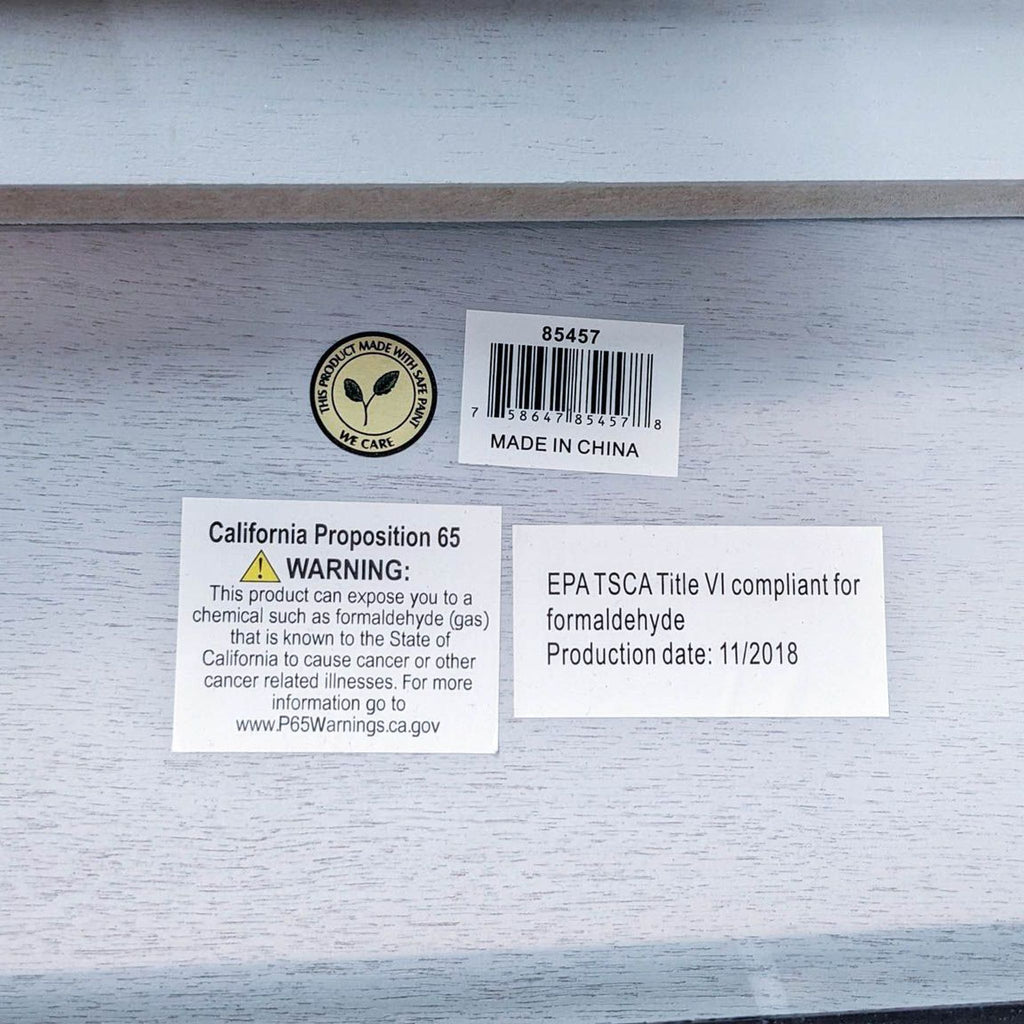 THIS PRODUCT MADE WITH SAFE PAINT
WE CARE
85457
7 58647 85457 8
MADE IN CHINA
California Proposition 65
WARNING:
This product can expose you to a
chemical such as formaldehyde (gas)
that is known to the State of
California to cause cancer or other
cancer related illnesses. For more
information go to
www.P65Warnings.ca.gov
EPA TSCA Title VI compliant for
formaldehyde
Production date: 11/2018